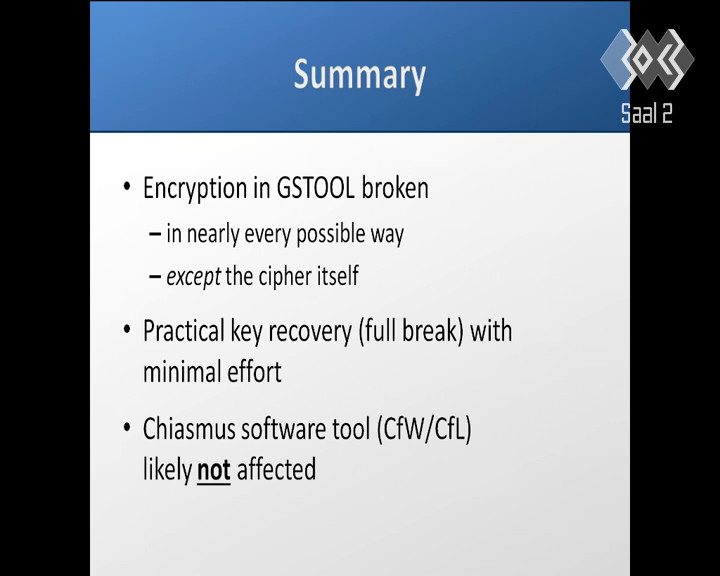 Summary
Saal 2
• Encryption in GSTOOL broken
– in nearly every possible way
– except the cipher itself
• Practical key recovery (full break) with
minimal effort
• Chiasmus software tool (CfW/CfL)
likely not affected